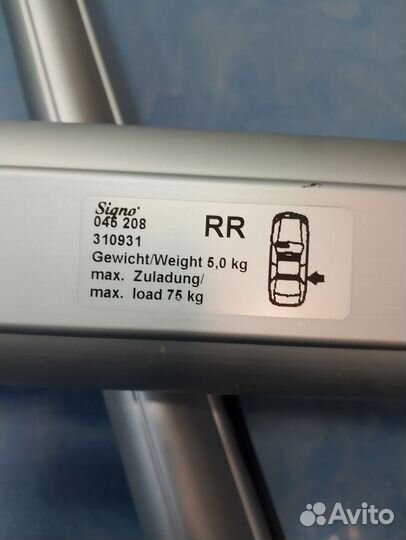 Signo
046 208
310931
RR
Gewicht/Weight 5,0 kg
max. Zuladung/
max. load 75 kg
Avito